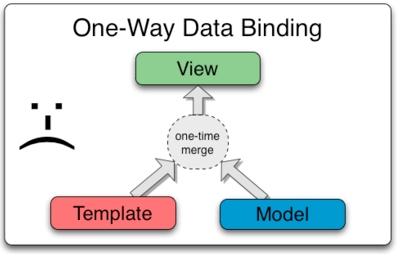 One-Way Data Binding
View
one-time
merge
Template
Model